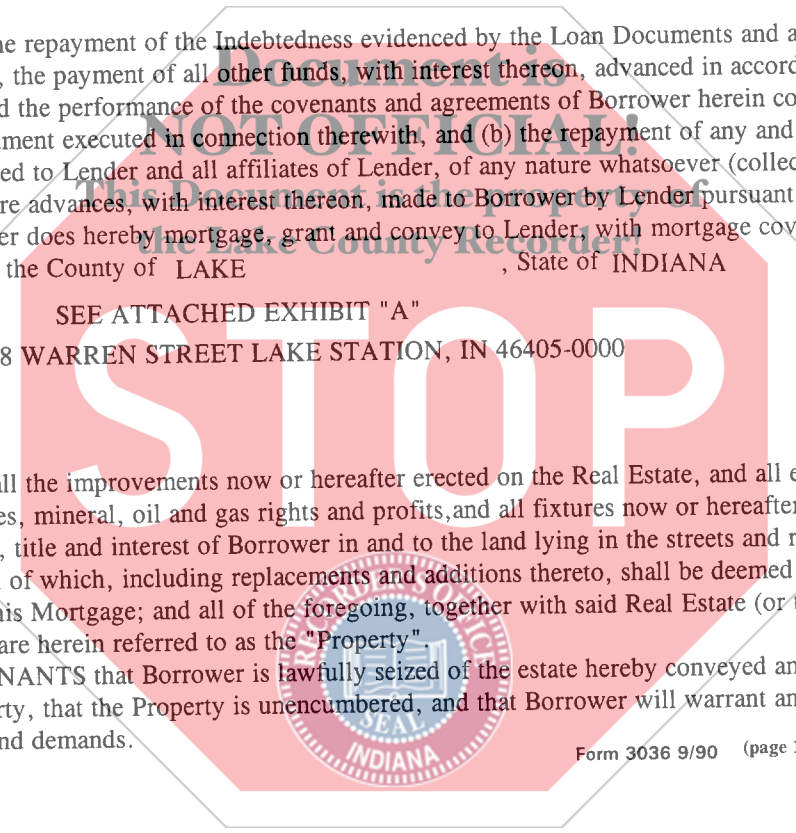 ne repayment of the Indebtedness evidenced by the Loan Documents and a
, the payment of all other funds, with interest thereon, advanced in accord
d the performance of the covenants and agreements of Borrower herein co
ment executed in connection therewith, and (b) the repayment of any and
ed to Lender and all affiliates of Lender, of any nature whatsoever (collec
re advances, with interest thereon, made to Borrower by Lender pursuant
er does hereby mortgage, grant and convey to Lender, with mortgage cov
the County of LAKE , State of INDIANA
SEE ATTACHED EXHIBIT "A"
8 WARREN STREET LAKE STATION, IN 46405-0000
all the improvements now or hereafter erected on the Real Estate, and all e
es, mineral, oil and gas rights and profits,and all fixtures now or hereafter
, title and interest of Borrower in and to the land lying in the streets and r
of which, including replacements and additions thereto, shall be deemed
his Mortgage; and all of the foregoing, together with said Real Estate (or t
are herein referred to as the "Property".
NANTS that Borrower is lawfully seized of the estate hereby conveyed an
rty, that the Property is unencumbered, and that Borrower will warrant an
nd demands.
Form 3036 9/90 (page 1
Document is
NOT OFFICIAL!
This Document is the property of
the Lake County Recorder!
STOP
RECORDER'S OFFICE
SEAL
INDIANA